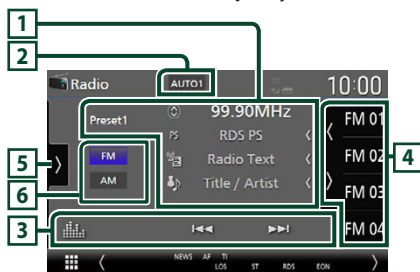 1
2
Radio AUTO1 10:00
Preset1 99.90MHz FM 01
PS RDS PS
5 FM Radio Text FM 02 4
6 AM Title / Artist FM 03
3 FM 04
NEWS AF TI
LOS ST RDS EON